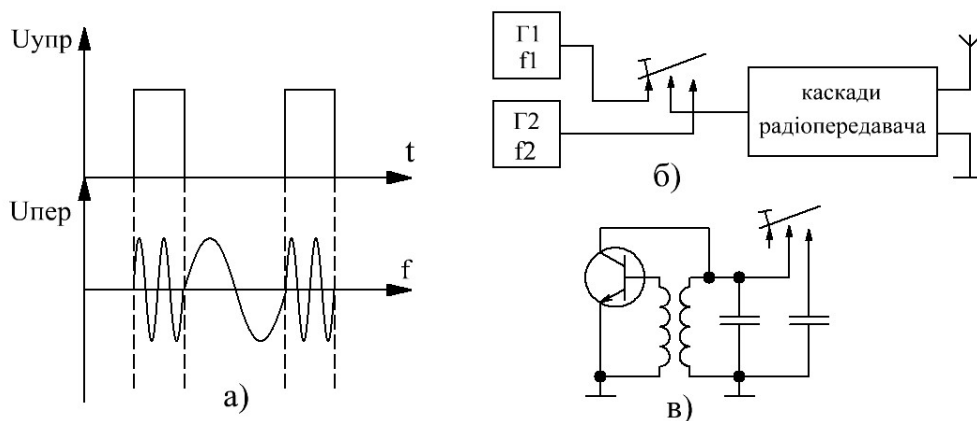 Uупр
t
Uпер
f
а)
Г1
f1
Г2
f2
каскади
радіопередавача
б)
в)